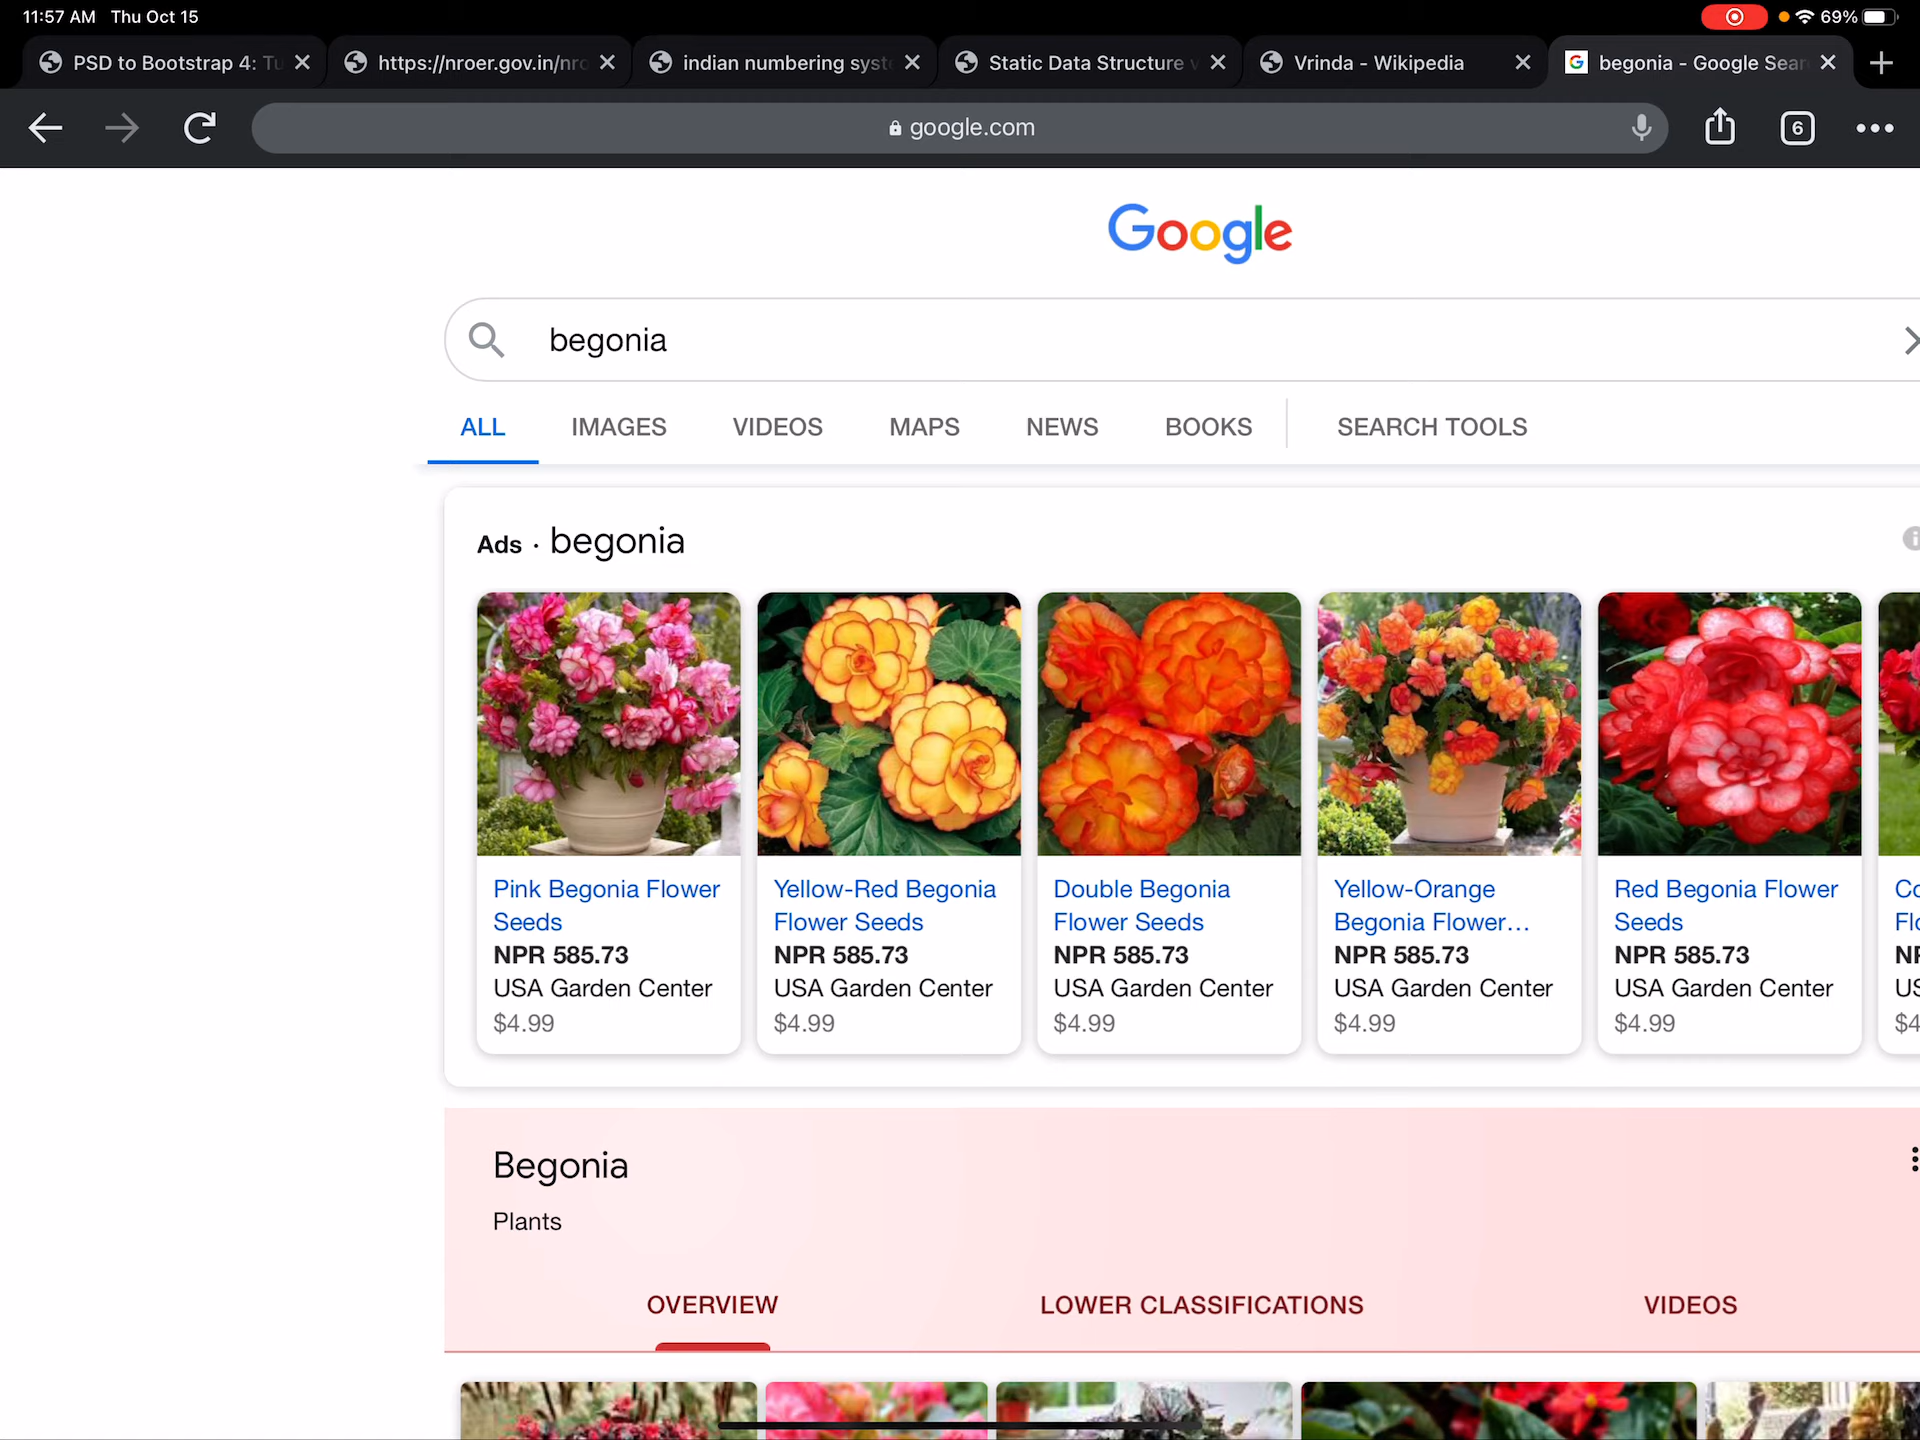 11:57 AM Thu Oct 15
69%
PSD to Bootstrap 4: Tu
https://nroer.gov.in/nro
indian numbering syste
Static Data Structure v
Vrinda - Wikipedia
begonia - Google Sear
google.com
6
Google
begonia
ALL IMAGES VIDEOS MAPS NEWS BOOKS SEARCH TOOLS
Ads · begonia
Pink Begonia Flower
Seeds
NPR 585.73
USA Garden Center
$4.99
Yellow-Red Begonia
Flower Seeds
NPR 585.73
USA Garden Center
$4.99
Double Begonia
Flower Seeds
NPR 585.73
USA Garden Center
$4.99
Yellow-Orange
Begonia Flower...
NPR 585.73
USA Garden Center
$4.99
Red Begonia Flower
Seeds
NPR 585.73
USA Garden Center
$4.99
Begonia
Plants
OVERVIEW LOWER CLASSIFICATIONS VIDEOS